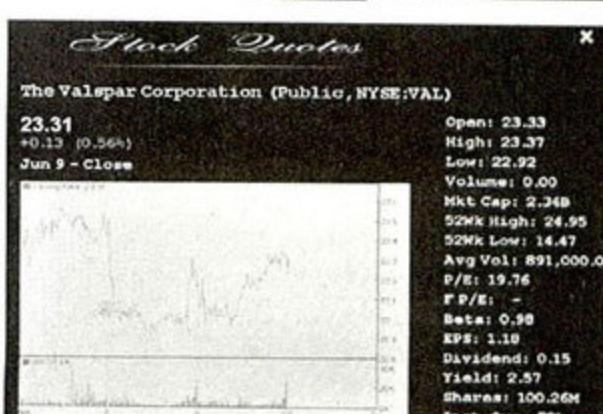 Stock Quotes
The Valspar Corporation (Public, NYSE:VAL)
23.31
+0.13 (0.56%)
Jun 9 - Close
Open: 23.33
High: 23.37
Low: 22.92
Volume: 0.00
Mkt Cap: 2.34B
52Wk High: 24.95
52Wk Low: 14.47
Avg Vol: 891,000.0
P/E: 19.76
F P/E: -
Beta: 0.98
EPS: 1.18
Dividend: 0.15
Yield: 2.57
Shares: 100.26M